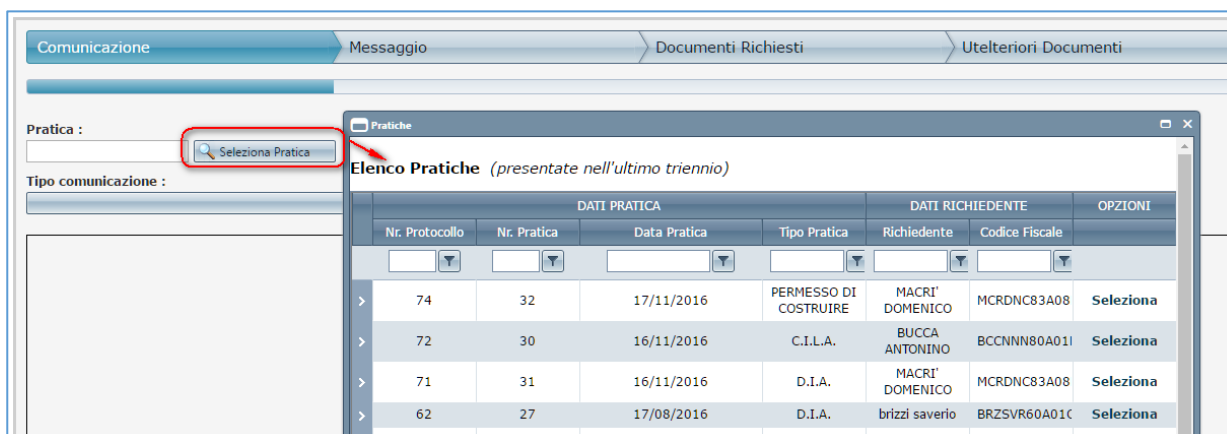 Comunicazione Messaggio Documenti Richiesti Utelteriori Documenti
Pratica :
Seleziona Pratica
Tipo comunicazione :
Pratiche
Elenco Pratiche (presentate nell'ultimo triennio)
DATI PRATICA DATI RICHIEDENTE OPZIONI
Nr. Protocollo Nr. Pratica Data Pratica Tipo Pratica Richiedente Codice Fiscale
74 32 17/11/2016 PERMESSO DI COSTRUIRE MACRI' DOMENICO MCRDNC83A08 Seleziona
72 30 16/11/2016 C.I.L.A. BUCCA ANTONINO BCCNNN80A01 Seleziona
71 31 16/11/2016 D.I.A. MACRI' DOMENICO MCRDNC83A08 Seleziona
62 27 17/08/2016 D.I.A. brizzi saverio BRZSVR60A01 Seleziona